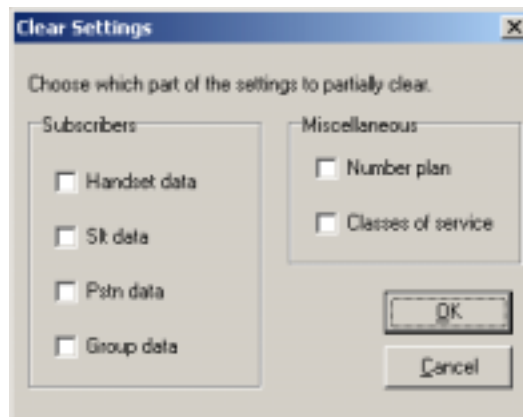 Clear Settings
Choose which part of the settings to partially clear.
Subscribers
Handset data
Slt data
Pstn data
Group data
Miscellaneous
Number plan
Classes of service
OK
Cancel